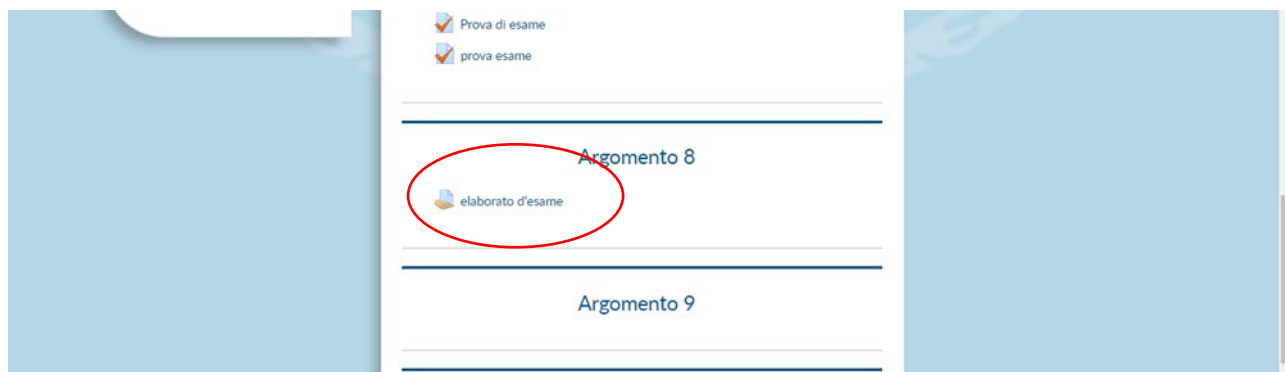 Prova di esame
prova esame
Argomento 8
elaborato d'esame
Argomento 9